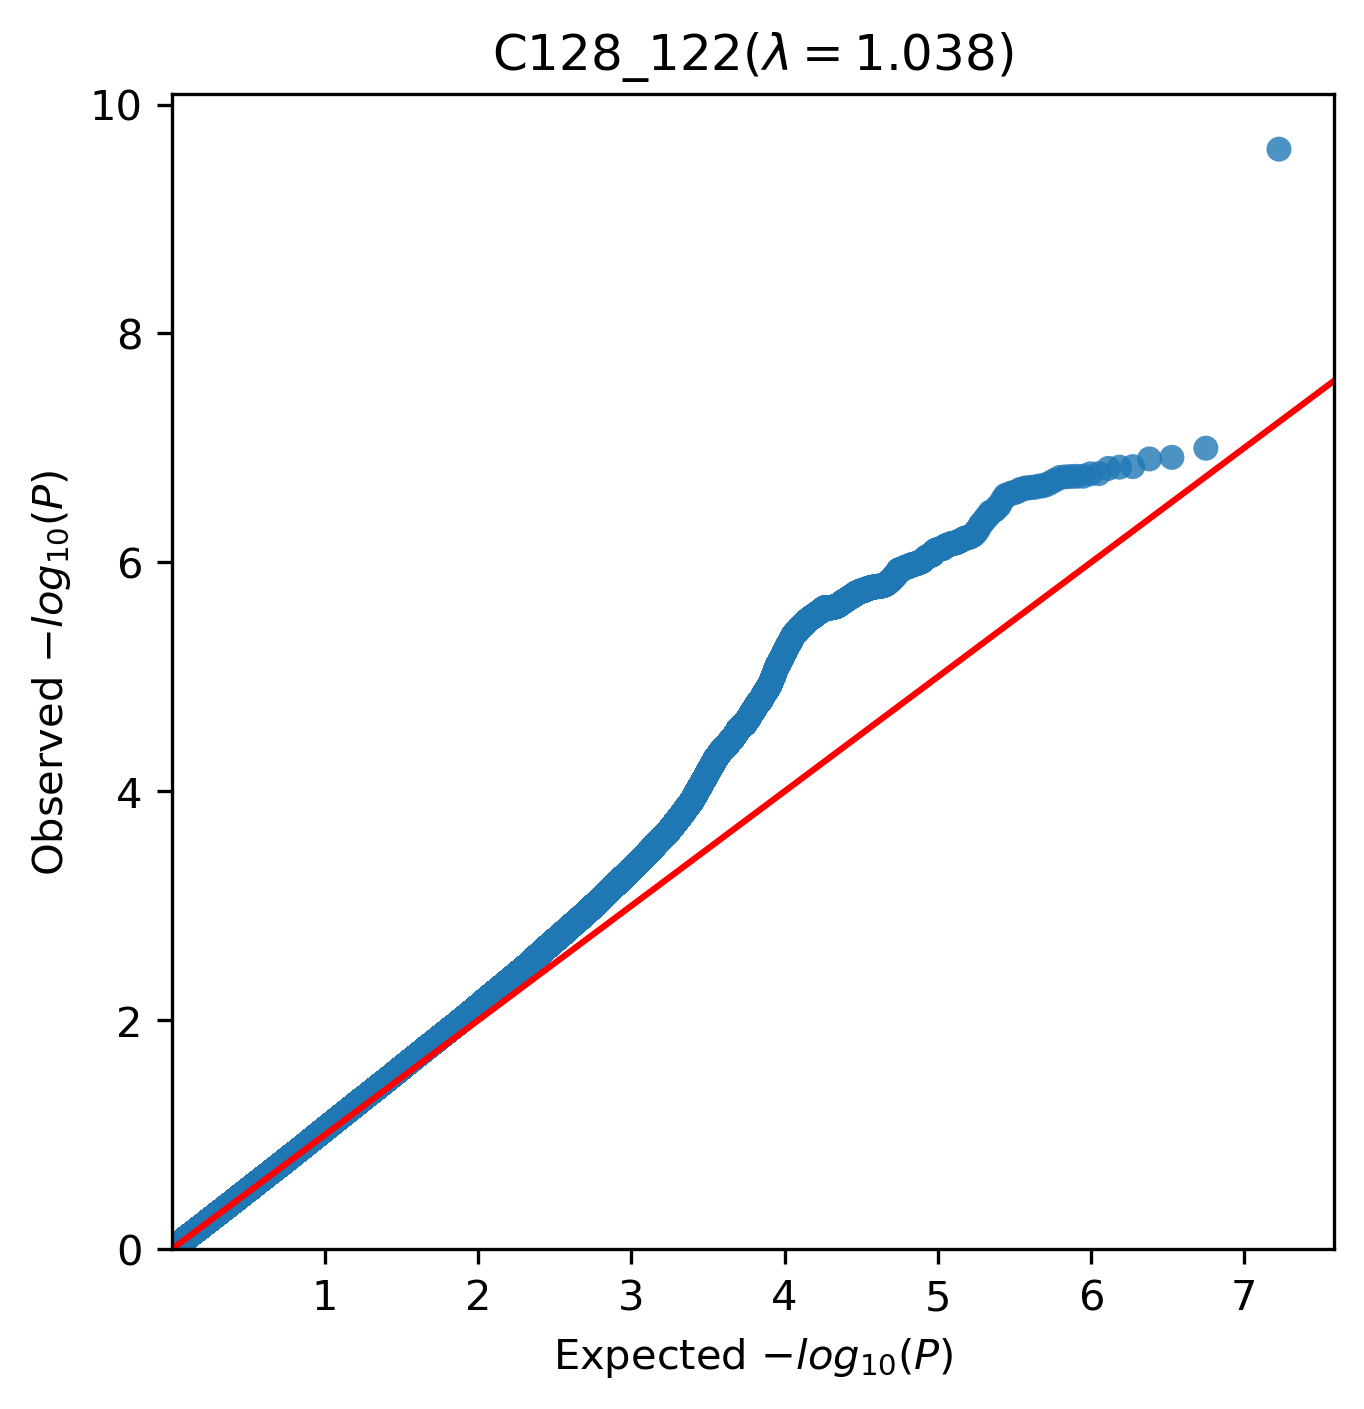 C128_122(λ = 1.038)
10
8
6
4
2
0
Observed −log₁₀(P)
1 2 3 4 5 6 7
Expected −log₁₀(P)